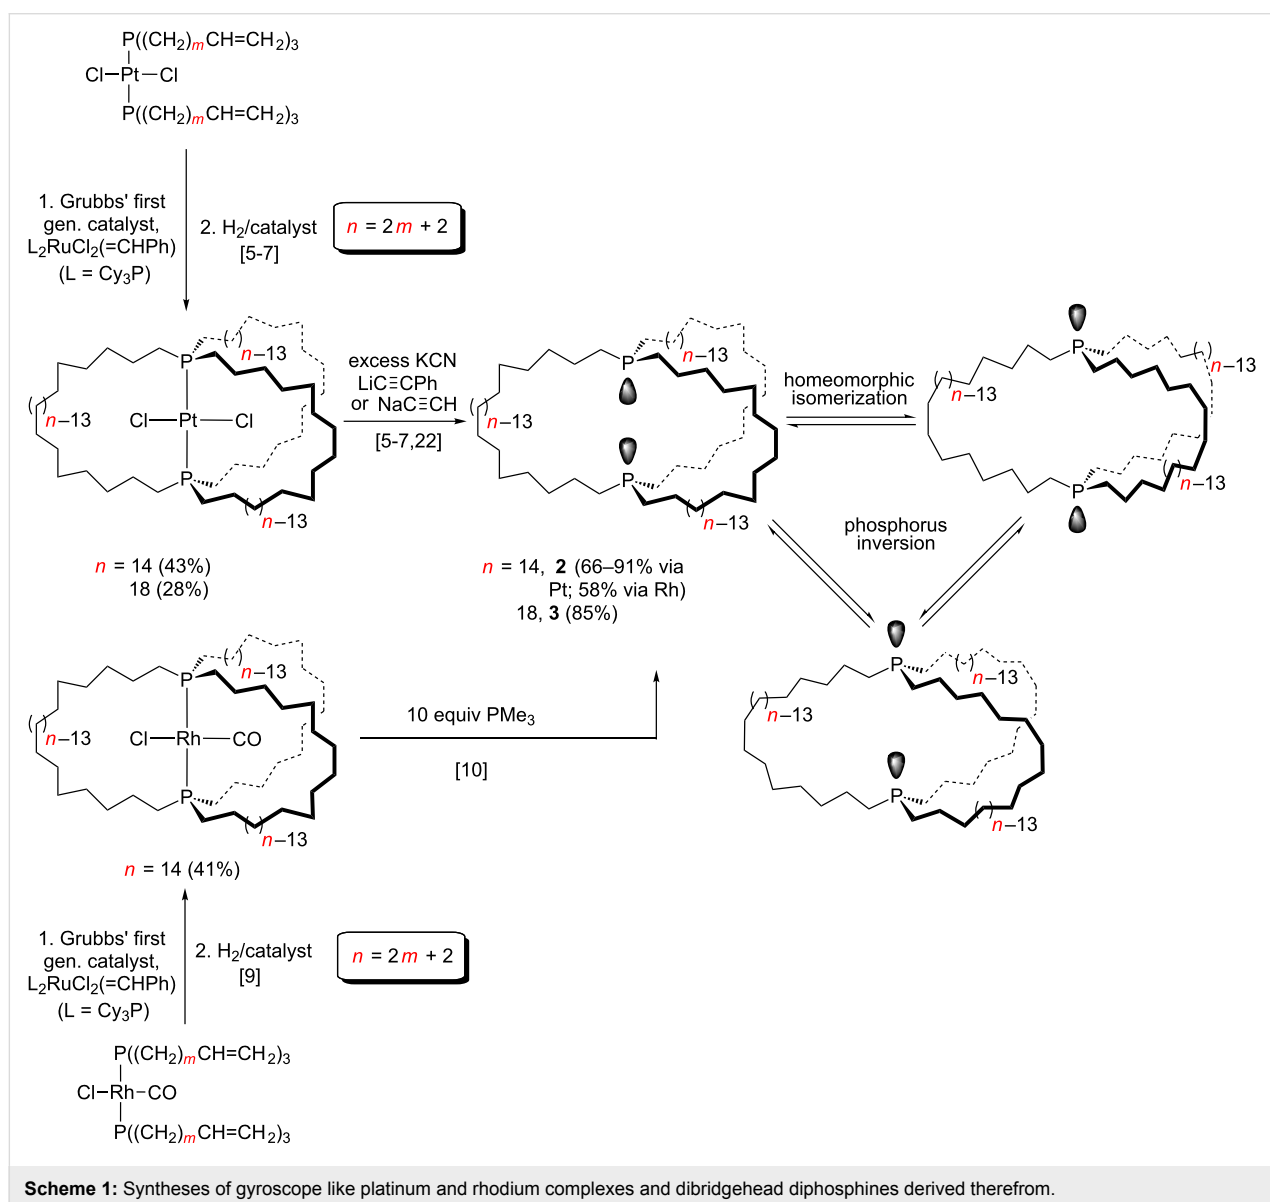 P((CH2)mCH=CH2)3
Cl—Pt—Cl
P((CH2)mCH=CH2)3
1. Grubbs' first
gen. catalyst,
L2RuCl2(=CHPh)
(L = Cy3P)
2. H2/catalyst
[5-7]
n = 2m + 2
P
( )
n–13
( )
n–13
Cl—Pt—Cl
P
( )
n–13
n = 14 (43%)
18 (28%)
excess KCN
LiC≡CPh
or NaC≡CH
[5-7,22]
P
( )
n–13
( )
n–13
P
( )
n–13
n = 14, 2 (66–91% via
Pt; 58% via Rh)
18, 3 (85%)
homeomorphic
isomerization
P
( )
n–13
( )
n–13
P
( )
n–13
phosphorus
inversion
P
( )
n–13
( )
n–13
P
( )
n–13
P
( )
n–13
( )
n–13
Cl—Rh—CO
P
( )
n–13
n = 14 (41%)
10 equiv PMe3
[10]
1. Grubbs' first
gen. catalyst,
L2RuCl2(=CHPh)
(L = Cy3P)
2. H2/catalyst
[9]
n = 2m + 2
P((CH2)mCH=CH2)3
Cl—Rh—CO
P((CH2)mCH=CH2)3
Scheme 1: Syntheses of gyroscope like platinum and rhodium complexes and dibridgehead diphosphines derived therefrom.